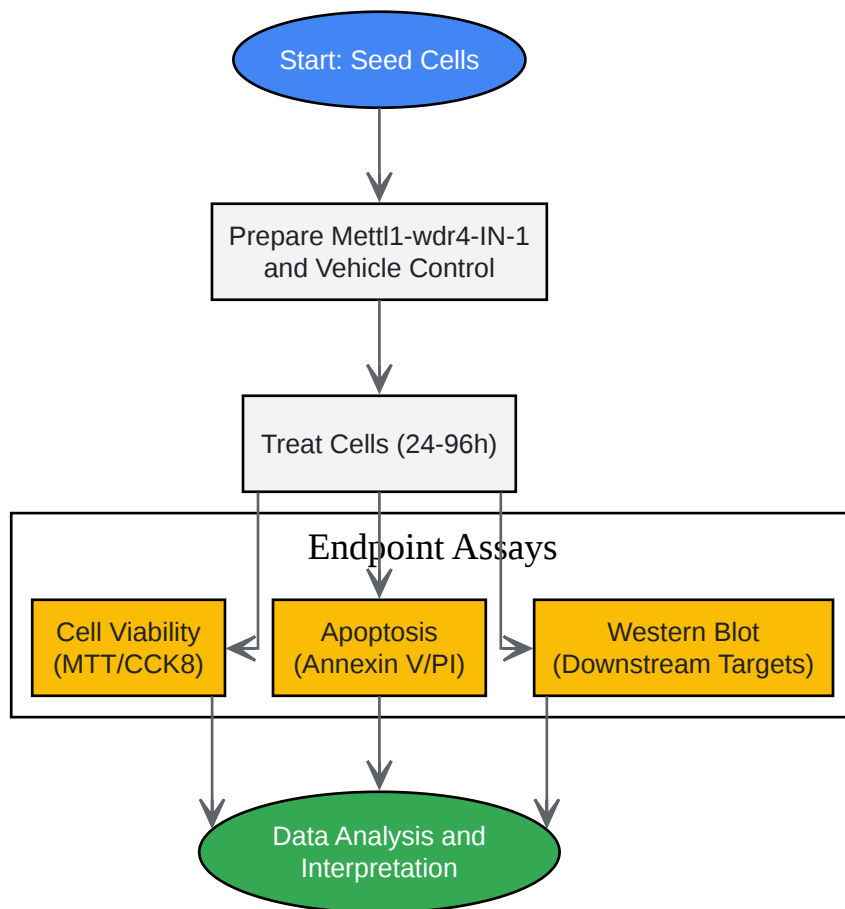 Start: Seed Cells
Prepare Mettl1-wdr4-IN-1
and Vehicle Control
Treat Cells (24-96h)
Endpoint Assays
Cell Viability
(MTT/CCK8)
Apoptosis
(Annexin V/PI)
Western Blot
(Downstream Targets)
Data Analysis and
Interpretation